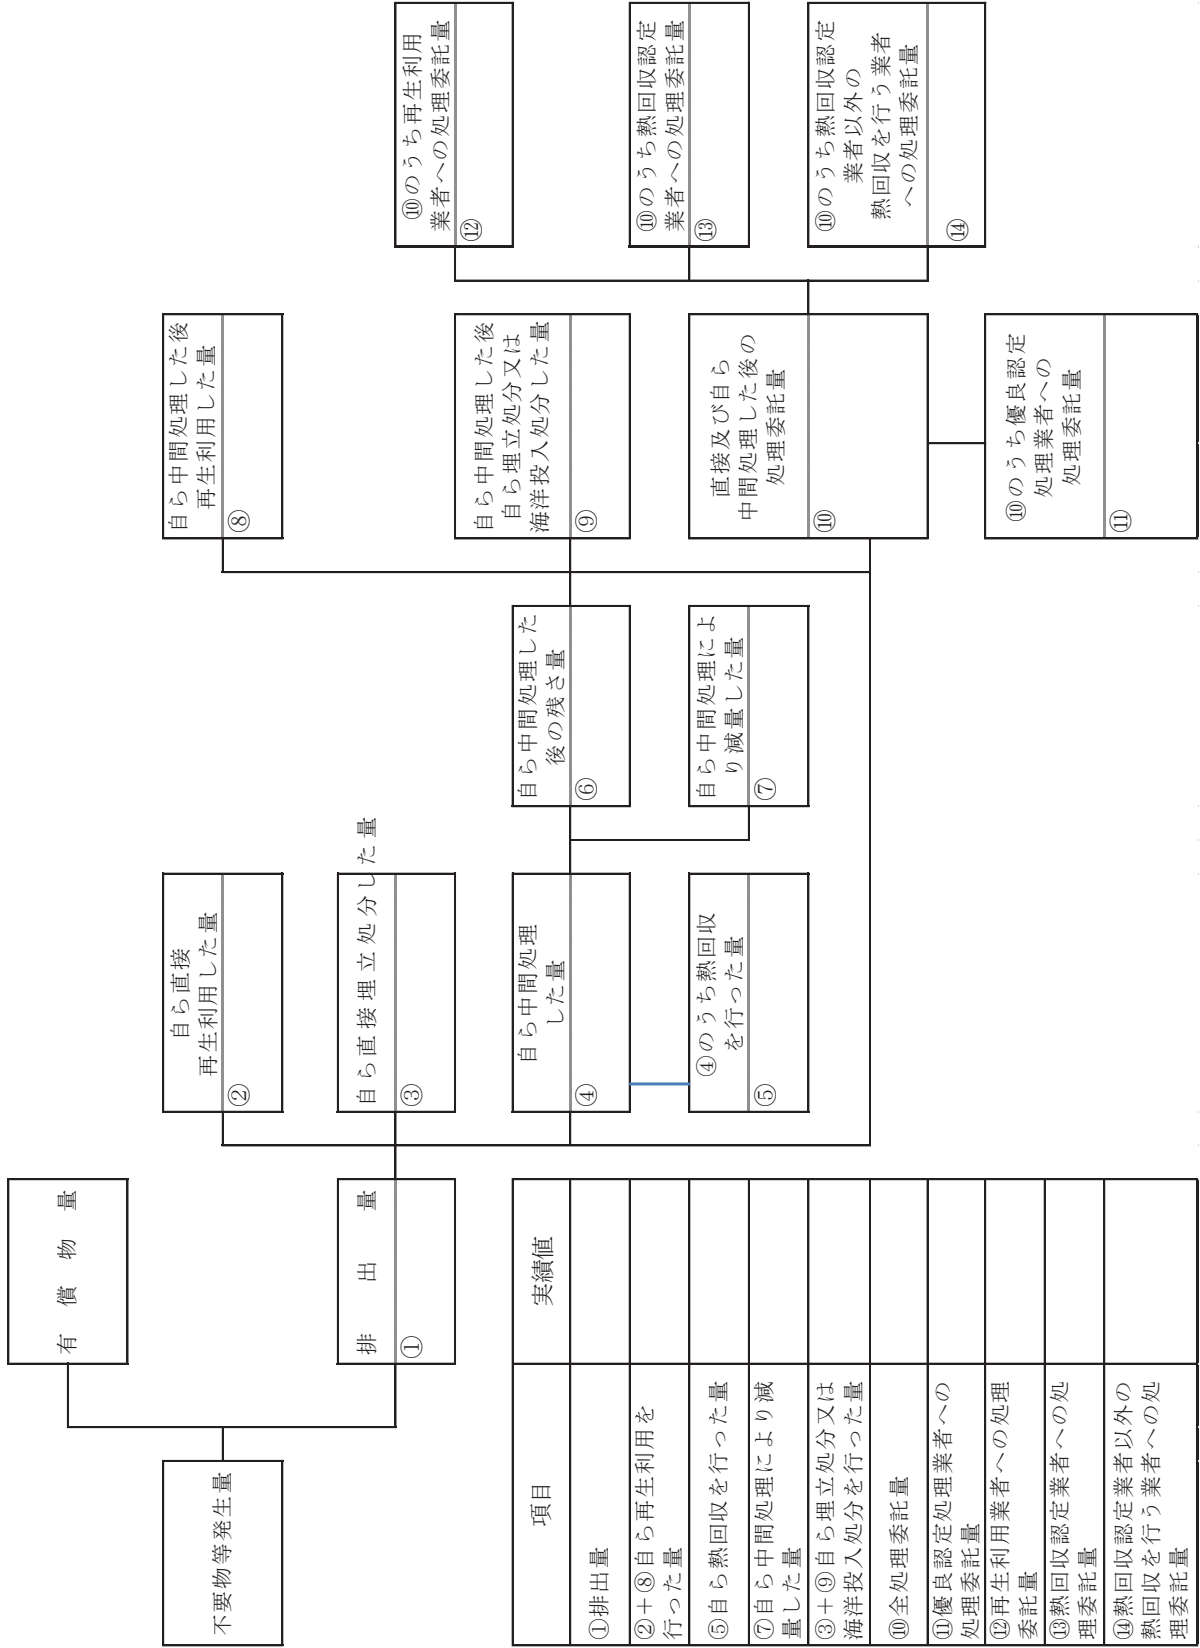 不要物等発生量
有償物量
排出量
①
自ら直接
再生利用した量
②
自ら直接埋立処分した量
③
自ら中間処理
した量
④
④のうち熱回収
を行った量
⑤
自ら中間処理した
後の残さ量
⑥
自ら中間処理によ
り減量した量
⑦
自ら中間処理した後
再生利用した量
⑧
自ら中間処理した後
自ら埋立処分又は
海洋投入処分した量
⑨
直接及び自ら
中間処理した後の
処理委託量
⑩
⑩のうち優良認定
処理業者への
処理委託量
⑪
⑩のうち再生利用
業者への処理委託量
⑫
⑩のうち熱回収認定
業者への処理委託量
⑬
⑩のうち熱回収認定
業者以外の
熱回収を行う業者
への処理委託量
⑭
項目
実績値
①排出量
②＋⑧自ら再生利用を
行った量
⑤自ら熱回収を行った量
⑦自ら中間処理により減
量した量
③＋⑨自ら埋立処分又は
海洋投入処分を行った量
⑩全処理委託量
⑪優良認定処理業者への
処理委託量
⑫再生利用業者への処理
委託量
⑬熱回収認定業者への処
理委託量
⑭熱回収認定業者以外の
熱回収を行う業者への処
理委託量